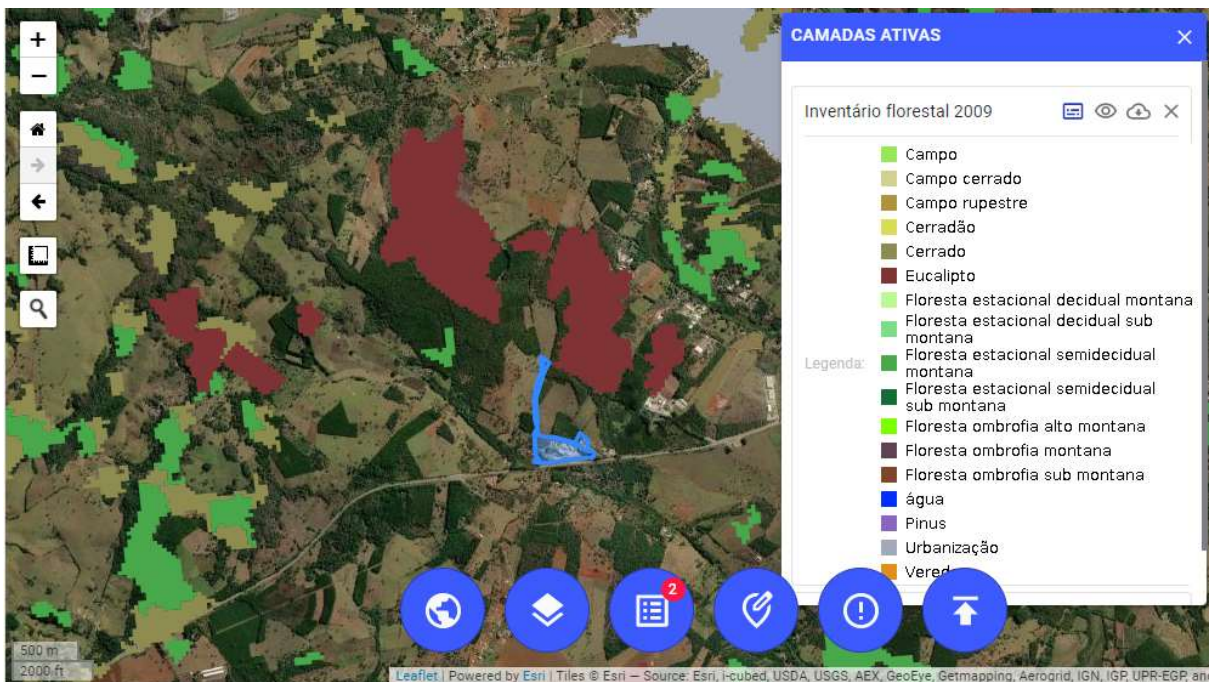 +
−
CAMADAS ATIVAS ×
Inventário florestal 2009
Legenda:
Campo
Campo cerrado
Campo rupestre
Cerradão
Cerrado
Eucalipto
Floresta estacional decidual montana
Floresta estacional decidual sub
montana
Floresta estacional semidecidual
montana
Floresta estacional semidecidual
sub montana
Floresta ombrofia alto montana
Floresta ombrofia montana
Floresta ombrofia sub montana
água
Pinus
Urbanização
Vered
2
500 m
2000 ft
Leaflet | Powered by Esri | Tiles © Esri — Source: Esri, i-cubed, USDA, USGS, AEX, GeoEye, Getmapping, Aerogrid, IGN, IGP, UPR-EGP, and